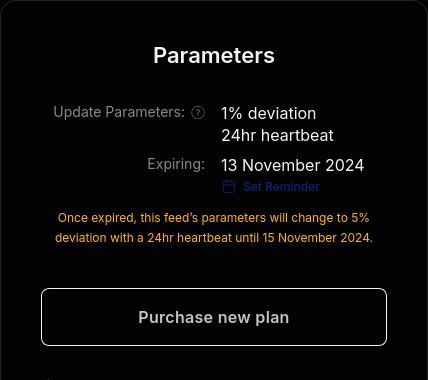 Parameters
Update Parameters: ? 1% deviation
24hr heartbeat
Expiring: 13 November 2024
Set Reminder
Once expired, this feed's parameters will change to 5%
deviation with a 24hr heartbeat until 15 November 2024.
Purchase new plan